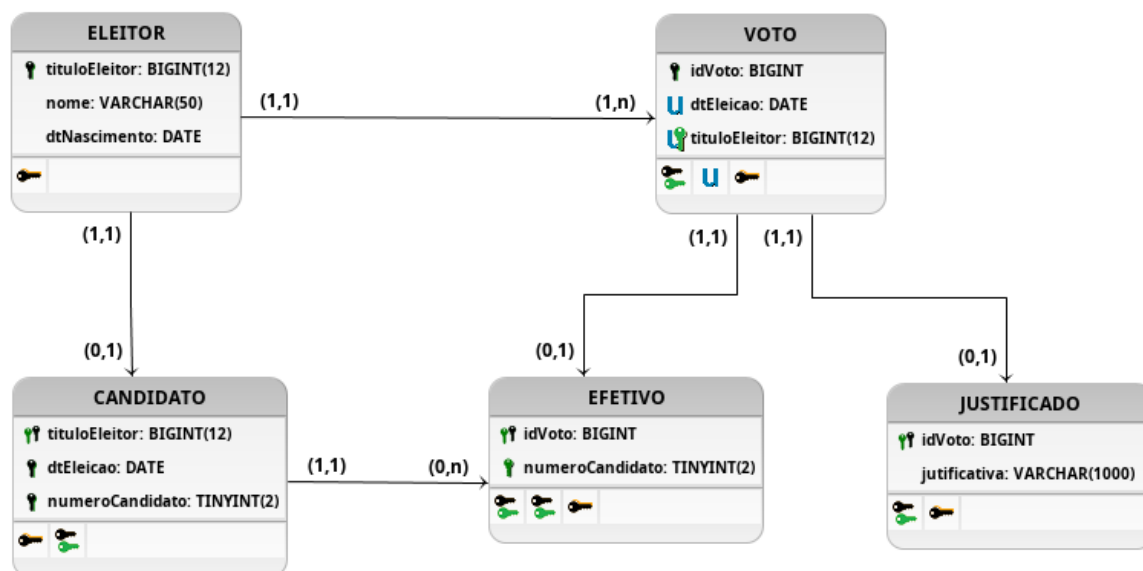 ELEITOR
tituloEleitor: BIGINT(12)
nome: VARCHAR(50)
dtNascimento: DATE
(1,1)
(1,n)
VOTO
idVoto: BIGINT
U dtEleicao: DATE
U tituloEleitor: BIGINT(12)
U
(1,1)
(0,1)
(1,1)
(1,1)
(0,1)
(0,1)
CANDIDATO
tituloEleitor: BIGINT(12)
dtEleicao: DATE
numeroCandidato: TINYINT(2)
(1,1)
(0,n)
EFETIVO
idVoto: BIGINT
numeroCandidato: TINYINT(2)
JUSTIFICADO
idVoto: BIGINT
jutificativa: VARCHAR(1000)